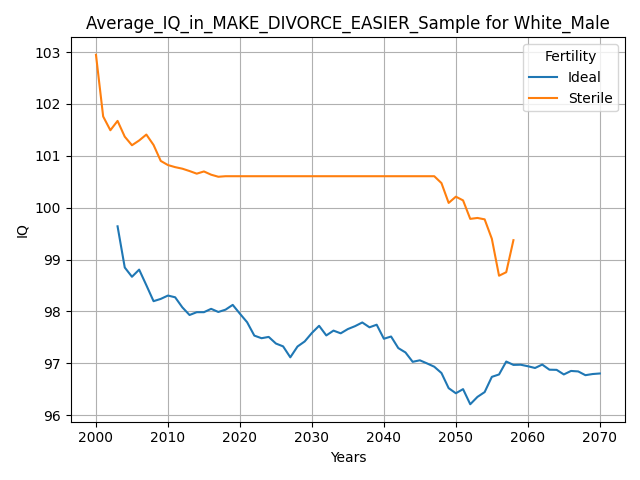 Average_IQ_in_MAKE_DIVORCE_EASIER_Sample for White_Male
Fertility
Ideal
Sterile
103
102
101
100
99
98
97
96
IQ
2000 2010 2020 2030 2040 2050 2060 2070
Years